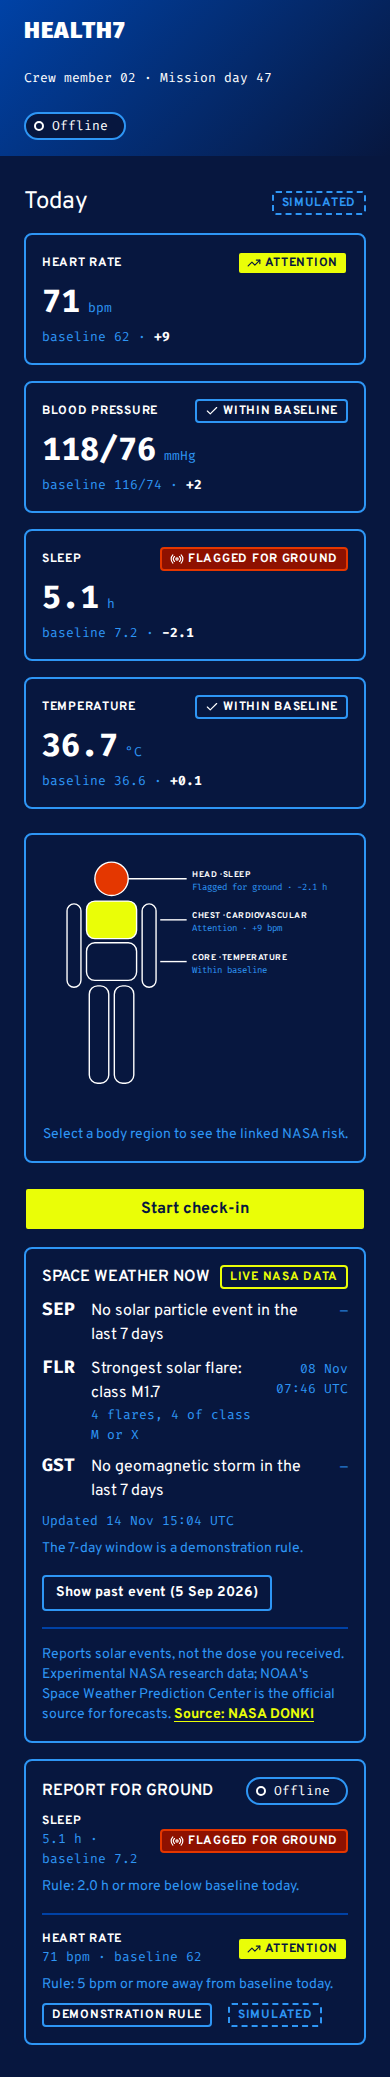 HEALTH7
Crew member 02 · Mission day 47
Offline
Today
SIMULATED
HEART RATE
ATTENTION
71 bpm
baseline 62 · +9
BLOOD PRESSURE
WITHIN BASELINE
118/76 mmHg
baseline 116/74 · +2
SLEEP
FLAGGED FOR GROUND
5.1 h
baseline 7.2 · −2.1
TEMPERATURE
WITHIN BASELINE
36.7 °C
baseline 36.6 · +0.1
HEAD ·SLEEP
Flagged for ground · −2.1 h
CHEST ·CARDIOVASCULAR
Attention · +9 bpm
CORE ·TEMPERATURE
Within baseline
Select a body region to see the linked NASA risk.
Start check-in
SPACE WEATHER NOW
LIVE NASA DATA
SEP
No solar particle event in the
last 7 days
—
FLR
Strongest solar flare:
class M1.7
4 flares, 4 of class
M or X
08 Nov
07:46 UTC
GST
No geomagnetic storm in the
last 7 days
—
Updated 14 Nov 15:04 UTC
The 7-day window is a demonstration rule.
Show past event (5 Sep 2026)
Reports solar events, not the dose you received.
Experimental NASA research data; NOAA's
Space Weather Prediction Center is the official
source for forecasts. Source: NASA DONKI
REPORT FOR GROUND
Offline
SLEEP
5.1 h ·
baseline 7.2
FLAGGED FOR GROUND
Rule: 2.0 h or more below baseline today.
HEART RATE
71 bpm · baseline 62
ATTENTION
Rule: 5 bpm or more away from baseline today.
DEMONSTRATION RULE
SIMULATED